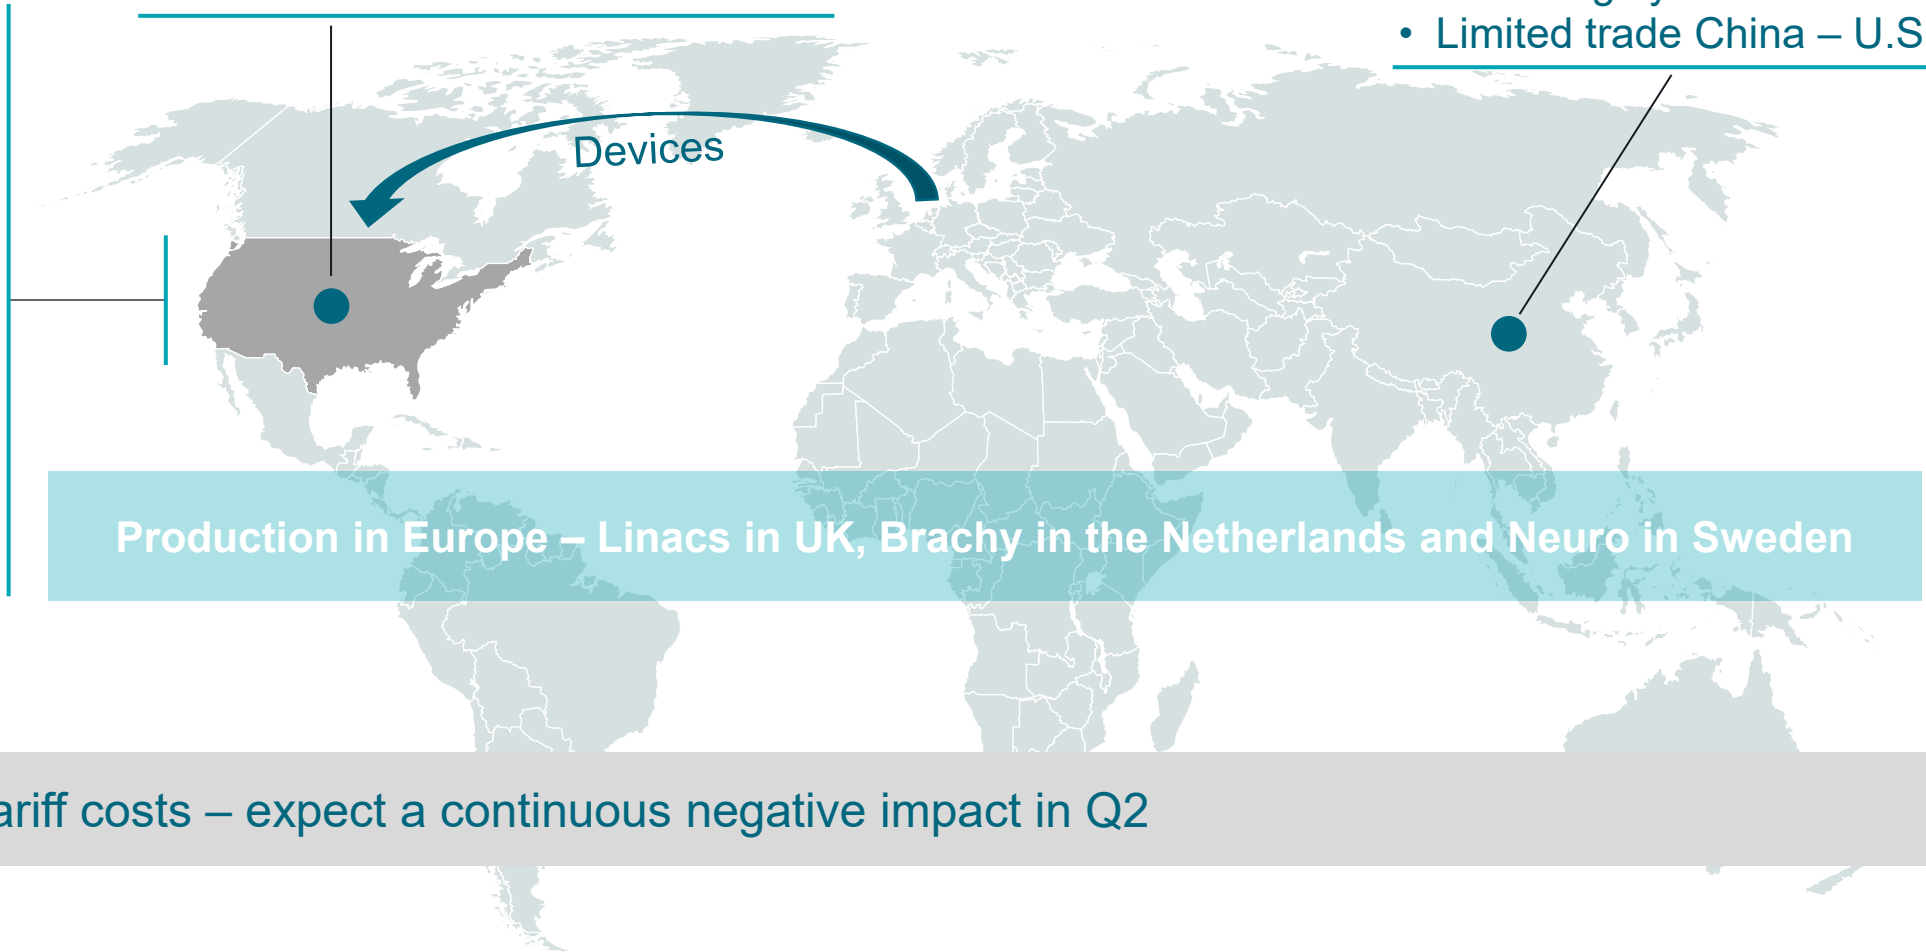 • Limited trade China – U.S
Devices
Production in Europe – Linacs in UK, Brachy in the Netherlands and Neuro in Sweden
ariff costs – expect a continuous negative impact in Q2